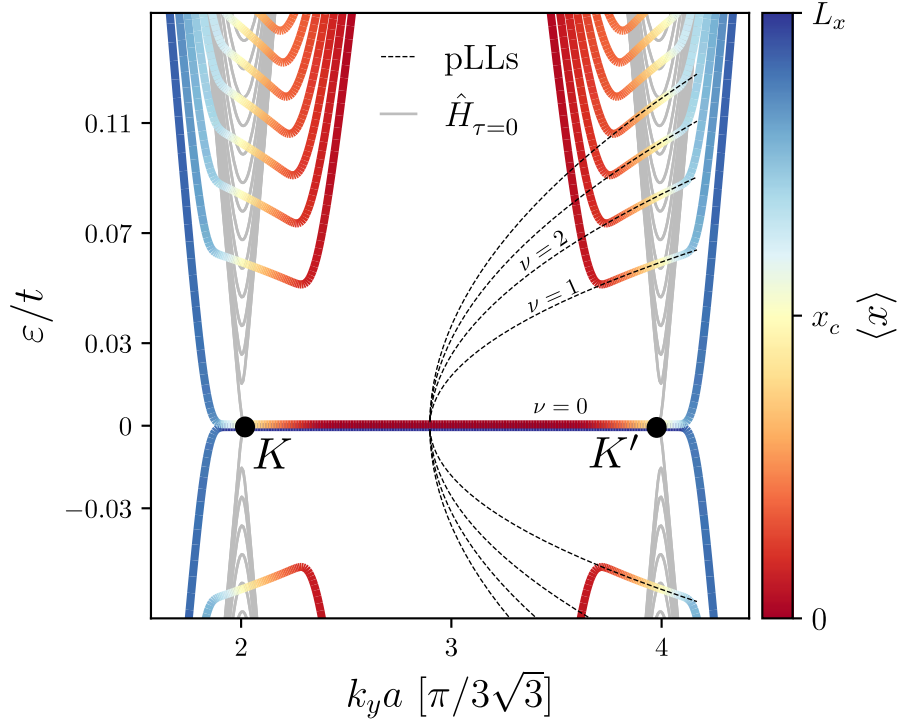 L_x
pLLs
Ĥ_{τ=0}
0.11
0.07
ν = 2
ν = 1
0.03
x_c
ν = 0
0
K
K′
−0.03
0
2
3
4
ε/t
⟨x⟩
k_y a [π/3√3]